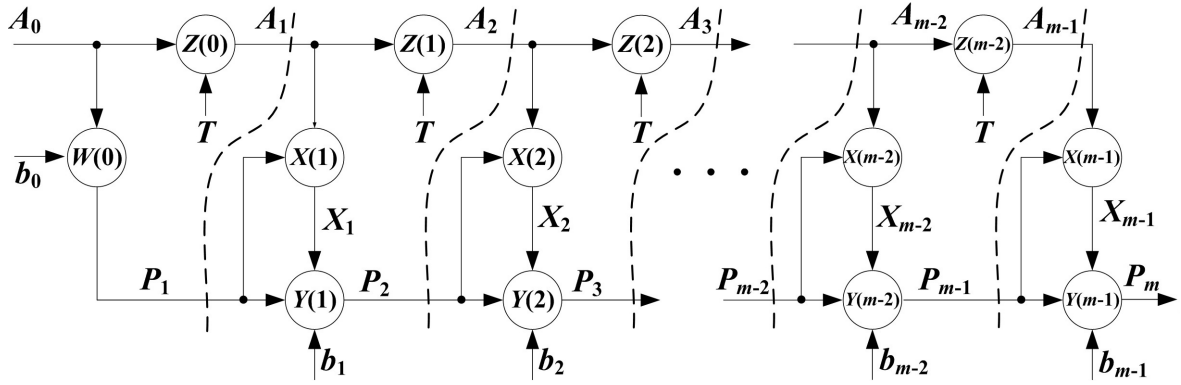 A₀ Z(0) A₁ Z(1) A₂ Z(2) A₃ Aₘ₋₂ Z(m-2) Aₘ₋₁
T T T T
b₀ W(0) X(1) X(2) . . . X(m-2) X(m-1)
X₁ X₂ Xₘ₋₂ Xₘ₋₁
P₁ Y(1) P₂ Y(2) P₃ Pₘ₋₂ Y(m-2) Pₘ₋₁ Y(m-1) Pₘ
b₁ b₂ bₘ₋₂ bₘ₋₁